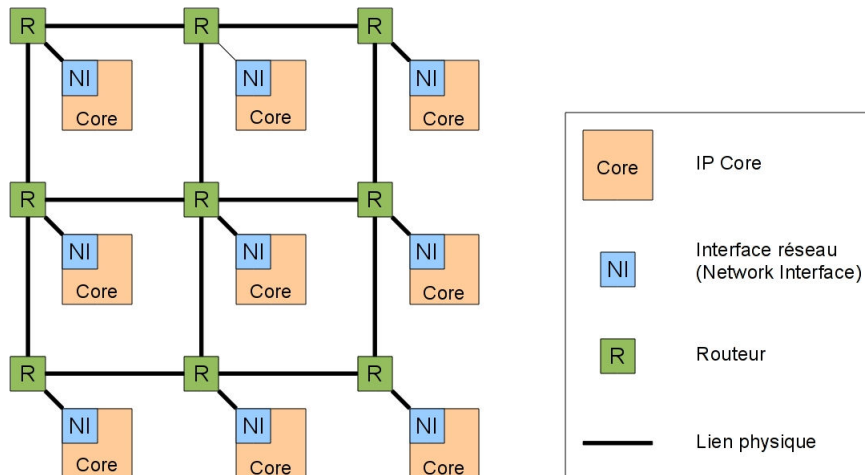 R R R
NI NI NI
Core Core Core
R R R
NI NI NI
Core Core Core
R R R
NI NI NI
Core Core Core
Core IP Core
NI Interface réseau
(Network Interface)
R Routeur
Lien physique